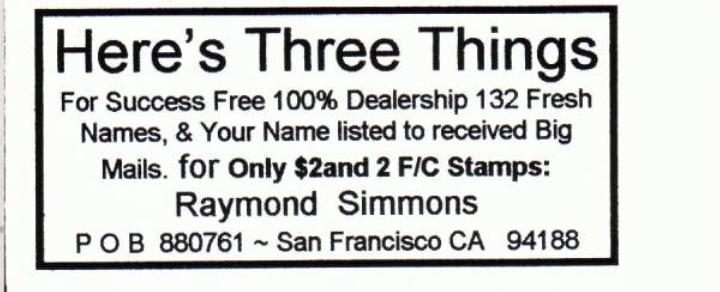 Here's Three Things
For Success Free 100% Dealership 132 Fresh
Names, & Your Name listed to received Big
Mails. for Only $2and 2 F/C Stamps:
Raymond Simmons
P O B 880761 ~ San Francisco CA 94188